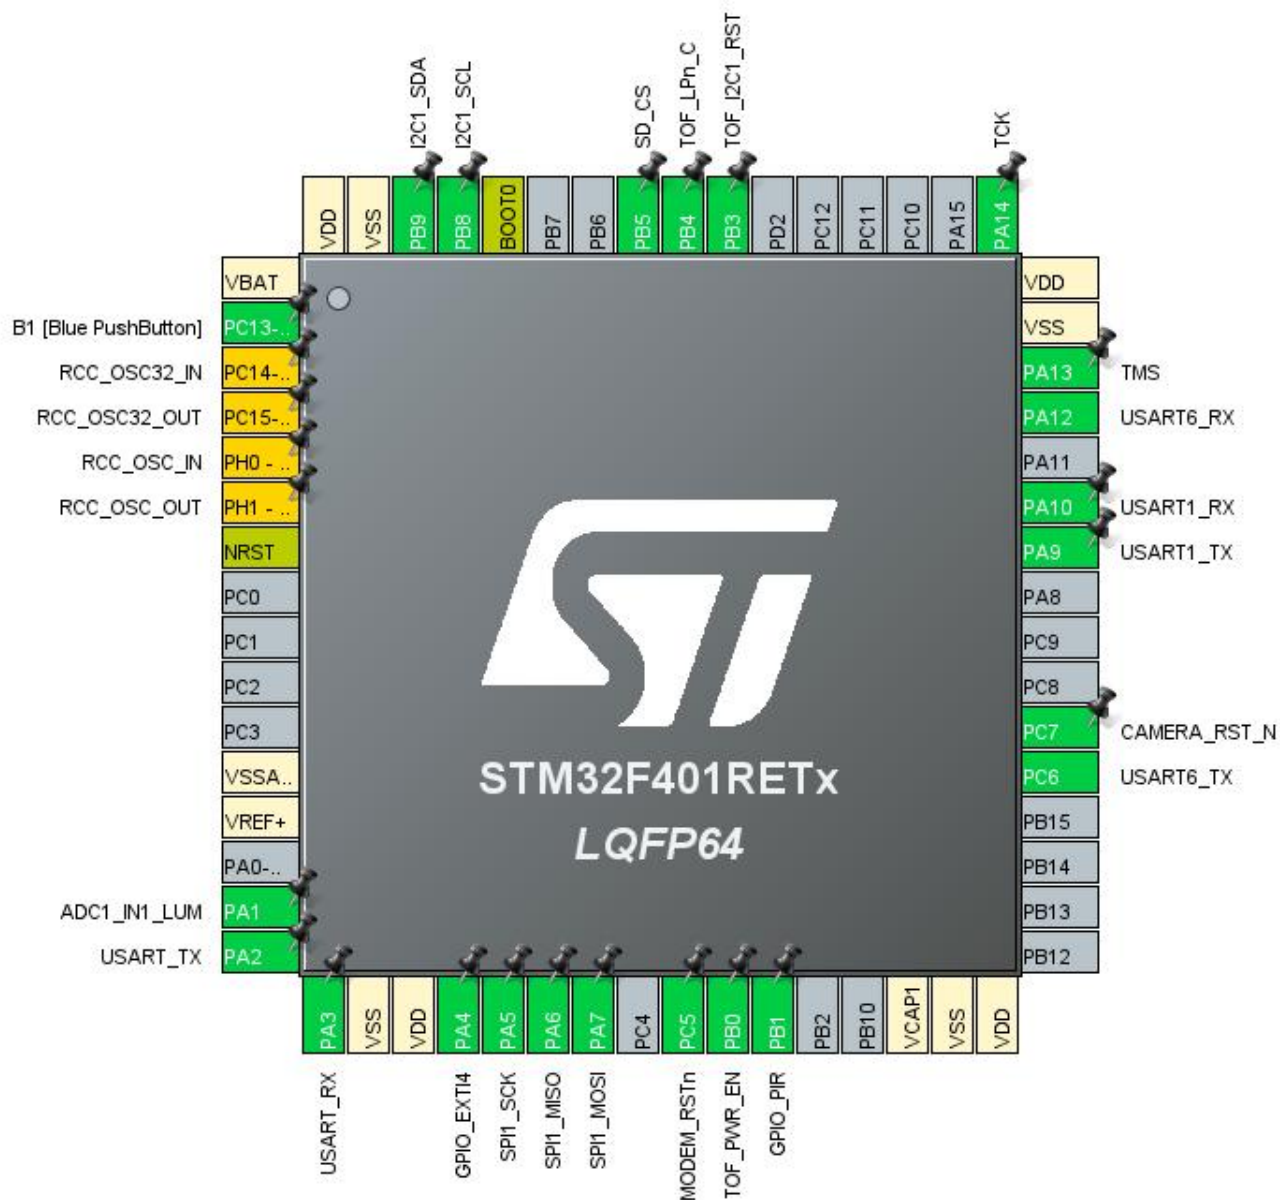 I2C1_SDA
I2C1_SCL
SD_CS
TOF_LPn_C
TOF_I2C1_RST
TCK
VDD
VSS
PB9
PB8
BOOT0
PB7
PB6
PB5
PB4
PB3
PD2
PC12
PC11
PC10
PA15
PA14
VBAT
B1 [Blue PushButton] PC13-..
RCC_OSC32_IN PC14-..
RCC_OSC32_OUT PC15-..
RCC_OSC_IN PH0 - ..
RCC_OSC_OUT PH1 - ..
NRST
PC0
PC1
PC2
PC3
VSSA..
VREF+
PA0-..
ADC1_IN1_LUM PA1
USART_TX PA2
ST
STM32F401RETx
LQFP64
VDD
VSS
PA13 TMS
PA12 USART6_RX
PA11
PA10 USART1_RX
PA9 USART1_TX
PA8
PC9
PC8
PC7 CAMERA_RST_N
PC6 USART6_TX
PB15
PB14
PB13
PB12
PA3
VSS
VDD
PA4
PA5
PA6
PA7
PC4
PC5
PB0
PB1
PB2
PB10
VCAP1
VSS
VDD
USART_RX
GPIO_EXTI4
SPI1_SCK
SPI1_MISO
SPI1_MOSI
MODEM_RSTn
TOF_PWR_EN
GPIO_PIR